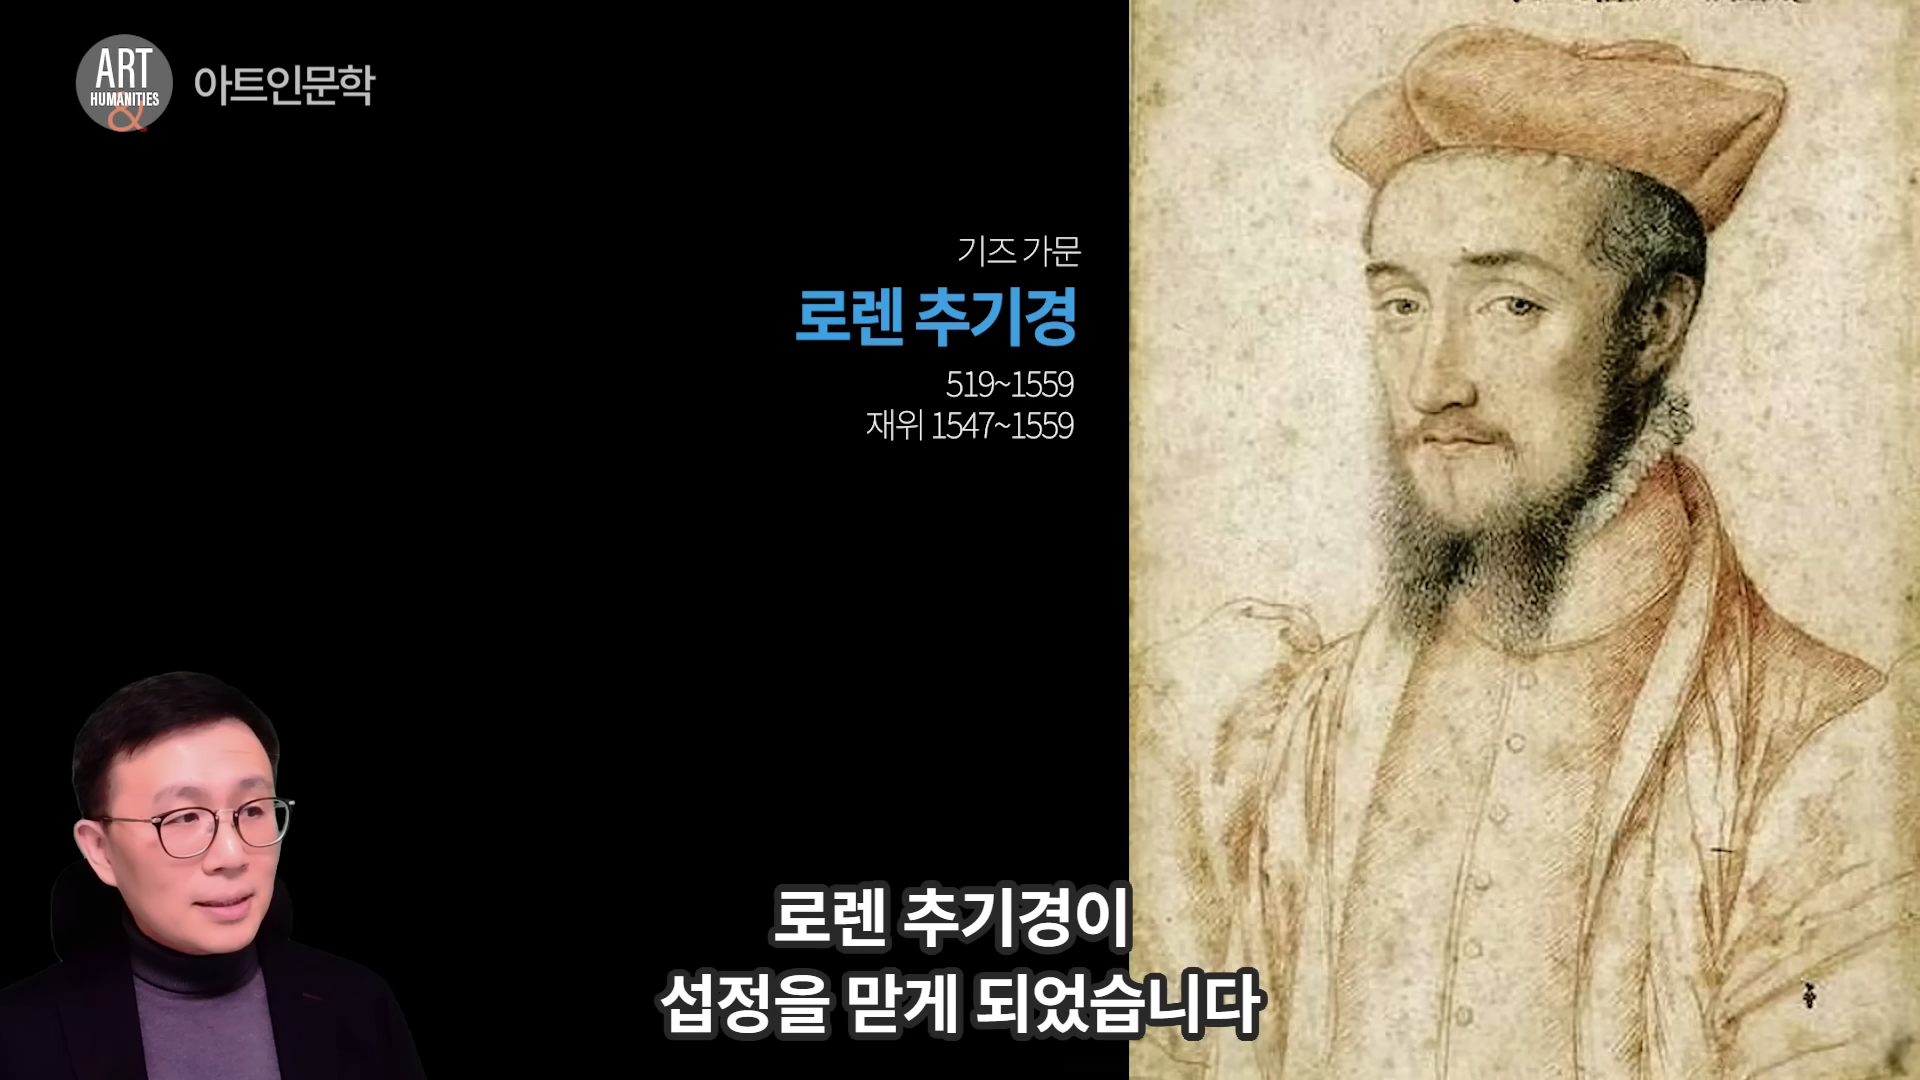 ART
HUMANITIES
&
아트인문학
기즈 가문
로렌 추기경
519~1559
재위 1547~1559
로렌 추기경이
섭정을 맡게 되었습니다